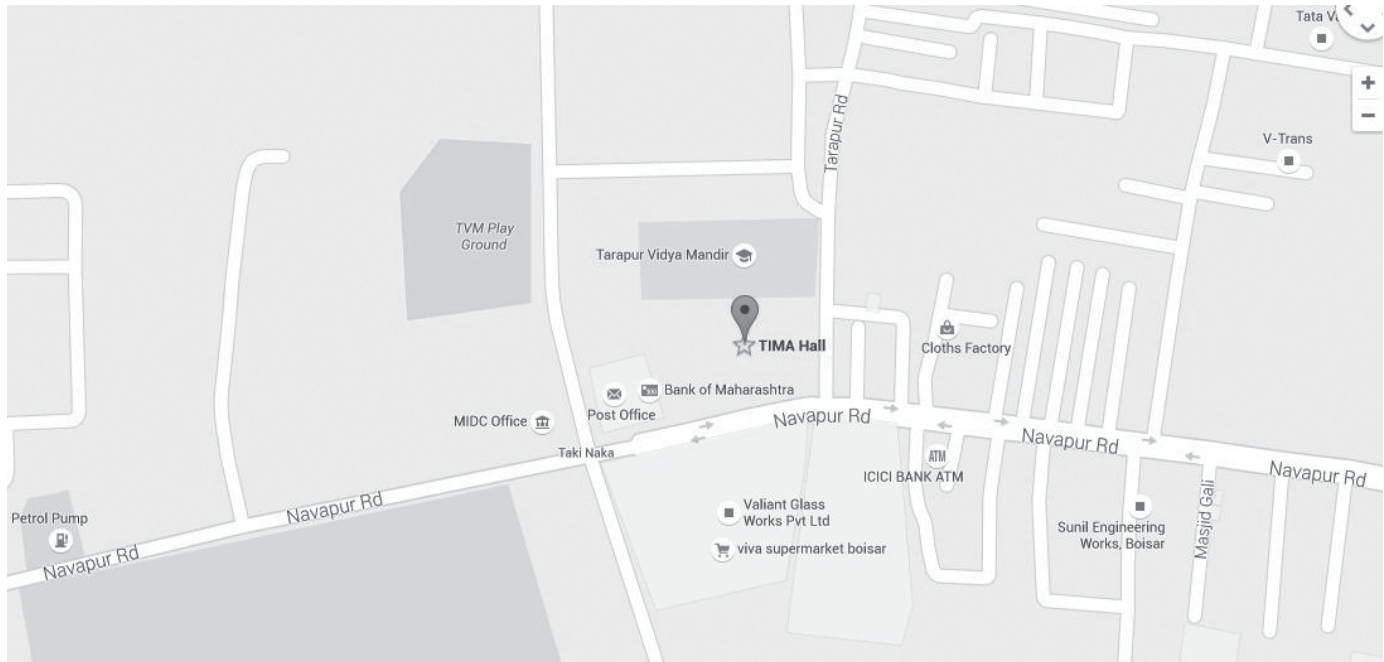 Tata V
V-Trans
Tarapur Rd
TVM Play
Ground
Tarapur Vidya Mandir
TIMA Hall
Cloths Factory
Bank of Maharashtra
Post Office
MIDC Office
Navapur Rd
Navapur Rd
Navapur Rd
Taki Naka
ATM
ICICI BANK ATM
Navapur Rd
Petrol Pump
Valiant Glass
Works Pvt Ltd
Sunil Engineering
Works, Boisar
Masjid Gali
viva supermarket boisar
Navapur Rd